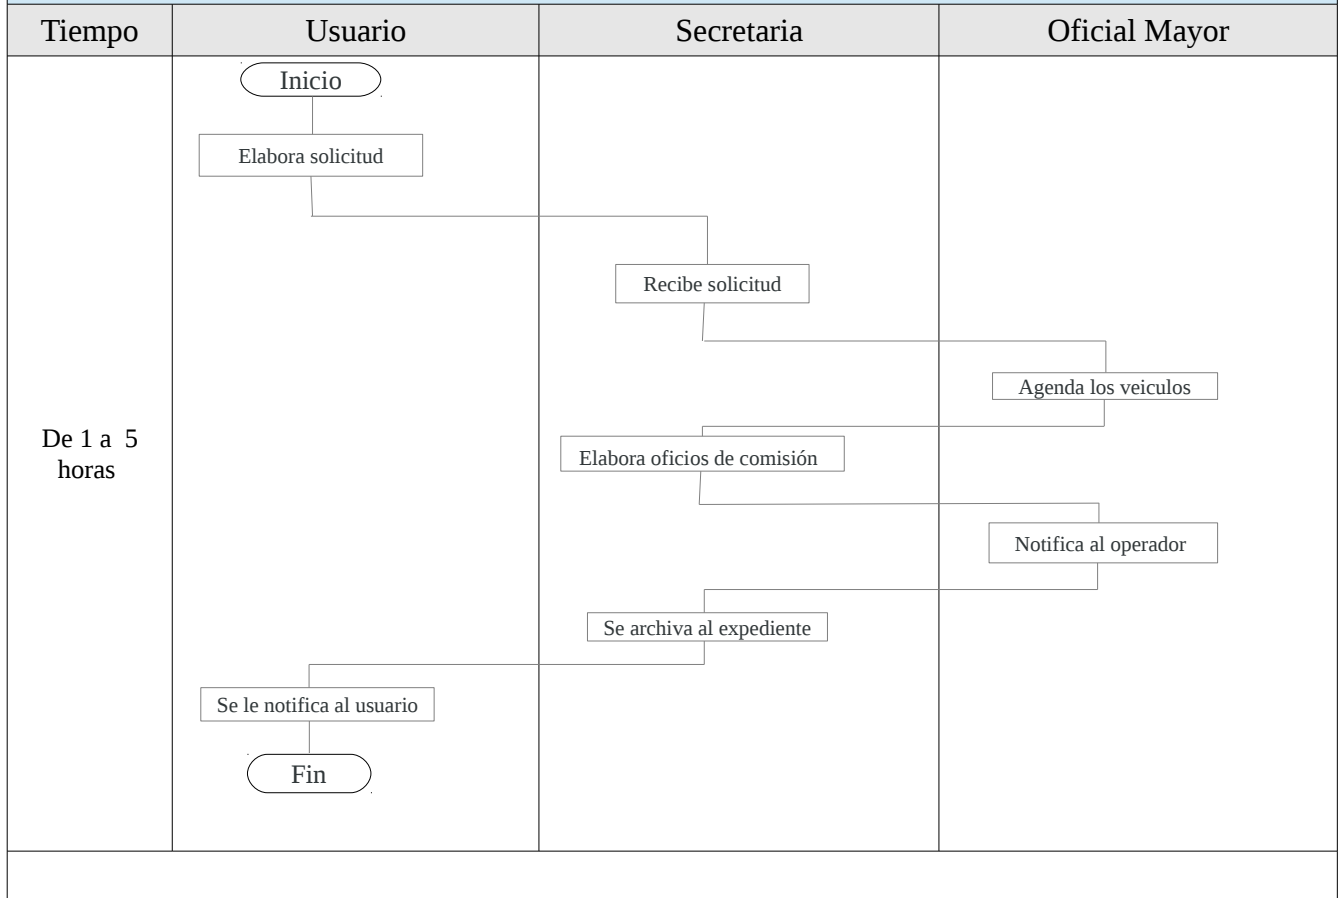 Tiempo
Usuario
Secretaria
Oficial Mayor
Inicio
Elabora solicitud
Recibe solicitud
Agenda los veiculos
De 1 a 5
horas
Elabora oficios de comisión
Notifica al operador
Se archiva al expediente
Se le notifica al usuario
Fin